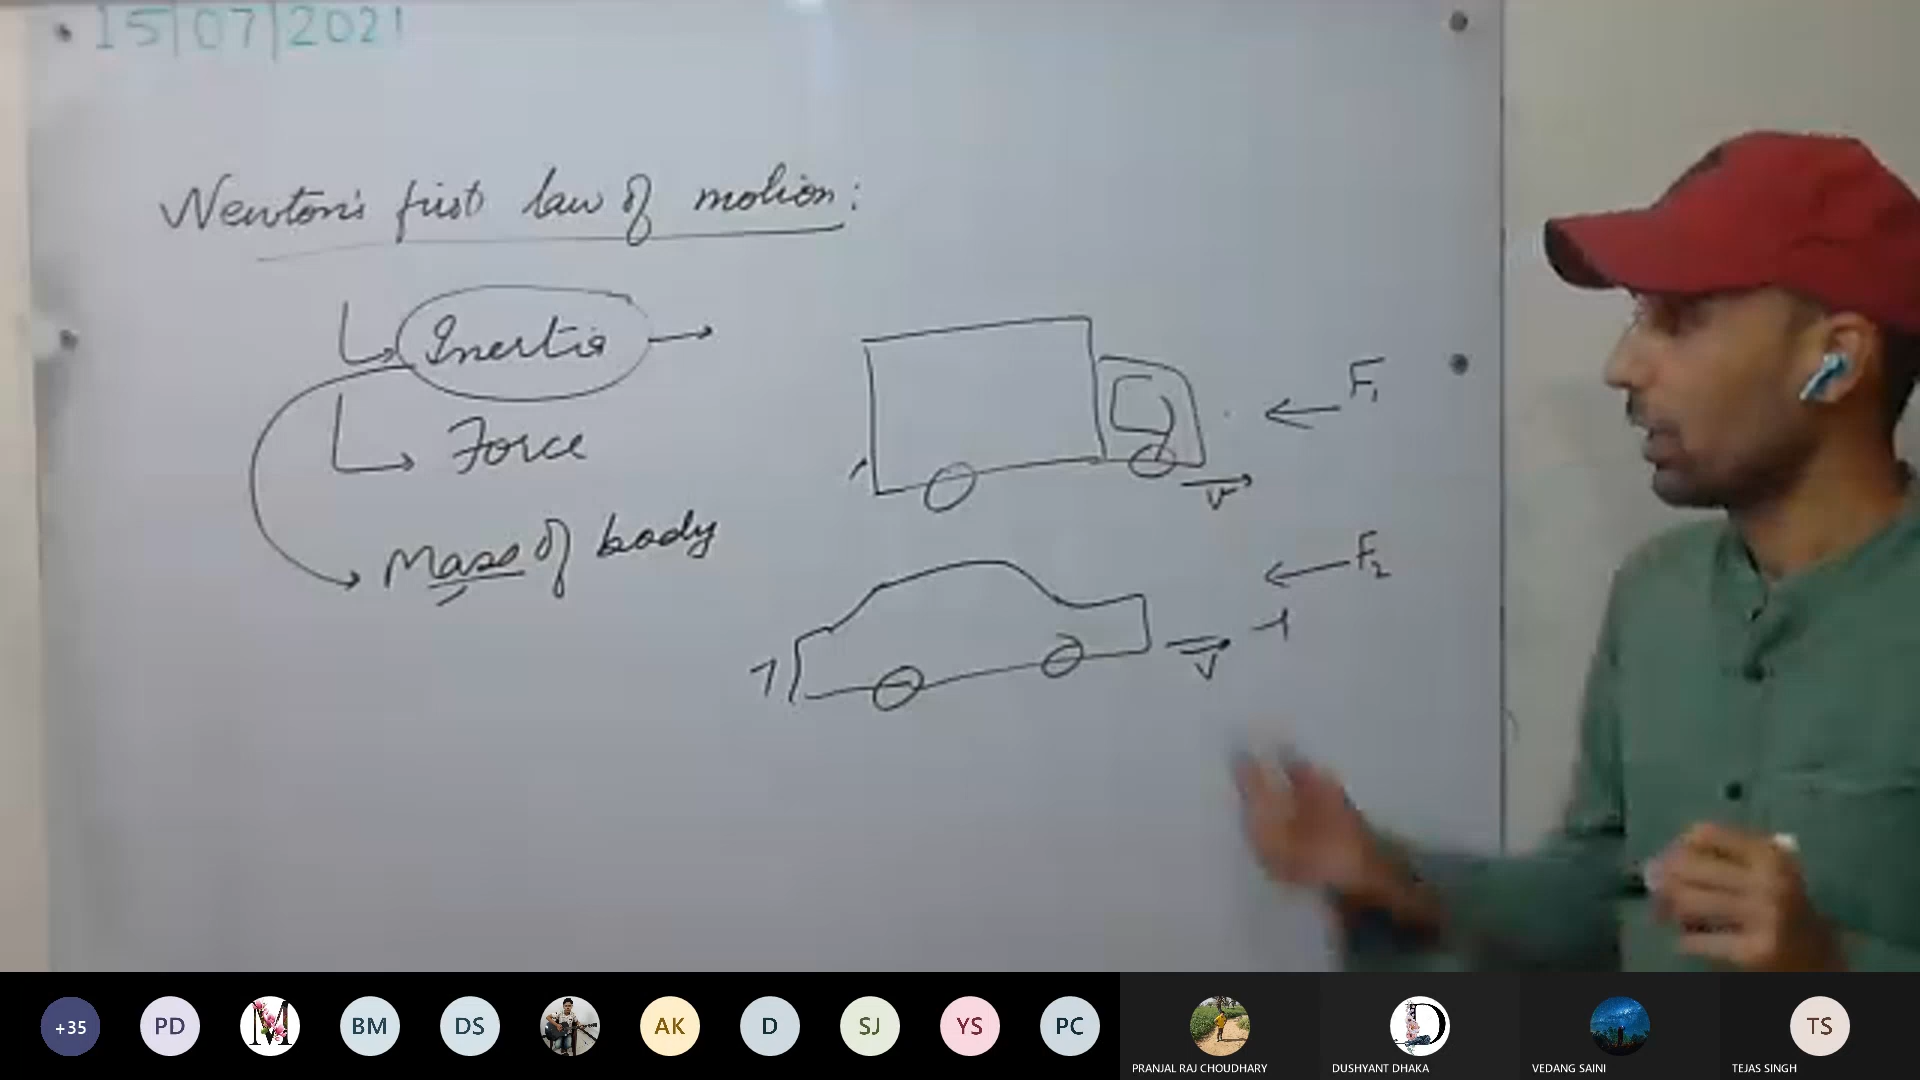 15|07|2021
Newton's first law of motion:
Inertia
Force
Mass of body
F₁
v
F₂
v
+35
PD
M
BM
DS
AK
D
SJ
YS
PC
D
TS
PRANJAL RAJ CHOUDHARY
DUSHYANT DHAKA
VEDANG SAINI
TEJAS SINGH